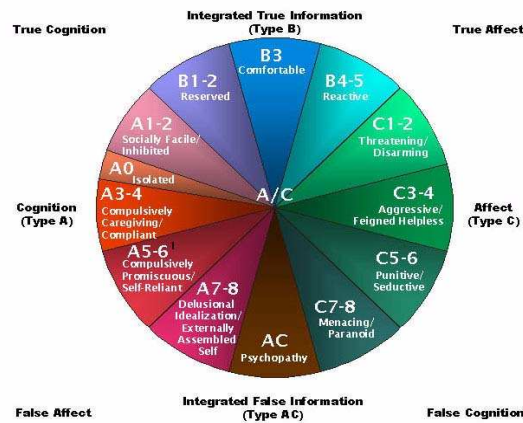 True Cognition
Integrated True Information
(Type B)
True Affect
B3
Comfortable
B1-2
Reserved
B4-5
Reactive
A1-2
Socially Facile/
Inhibited
C1-2
Threatening/
Disarming
A0
Isolated
Cognition
(Type A)
A3-4
Compulsively
Caregiving/
Compliant
A/C
C3-4
Aggressive/
Feigned Helpless
Affect
(Type C)
A5-6
Compulsively
Promiscuous/
Self-Reliant
C5-6
Punitive/
Seductive
A7-8
Delusional
Idealization/
Externally
Assembled
Self
C7-8
Menacing/
Paranoid
AC
Psychopathy
False Affect
Integrated False Information
(Type AC)
False Cognition